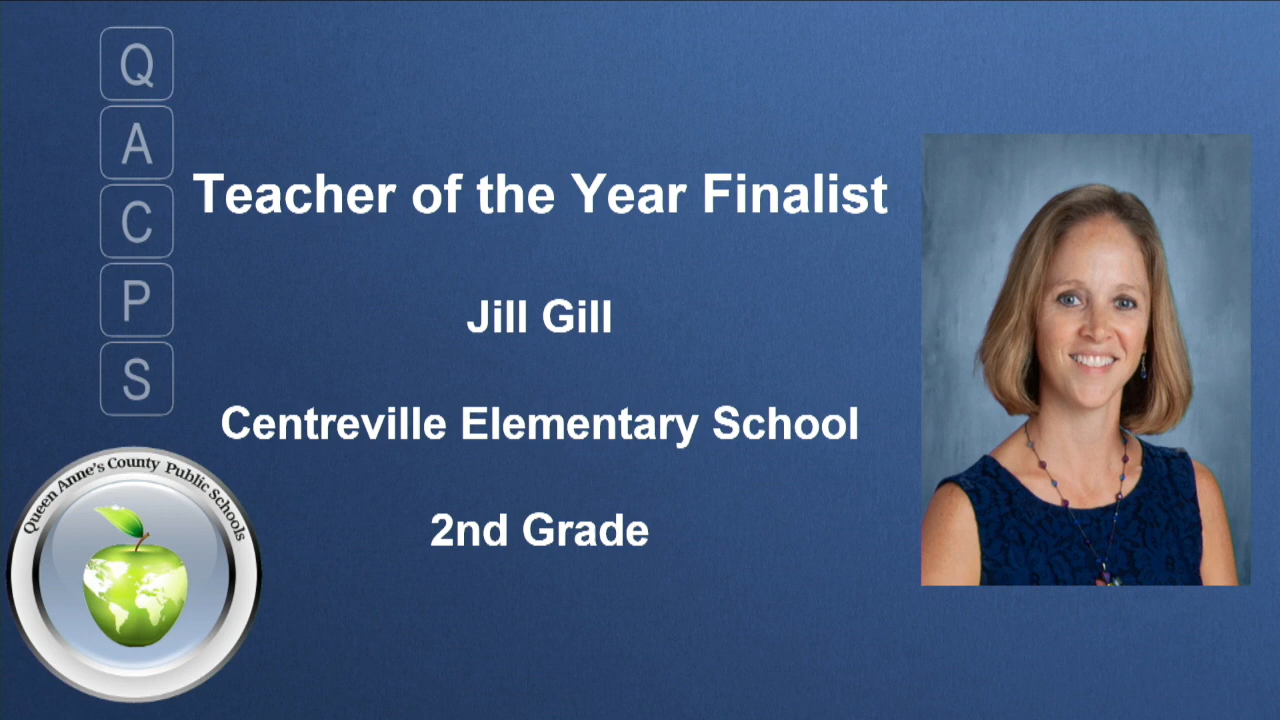 Q
A
C
P
S
Teacher of the Year Finalist
Jill Gill
Centreville Elementary School
2nd Grade
Queen Anne's County Public Schools